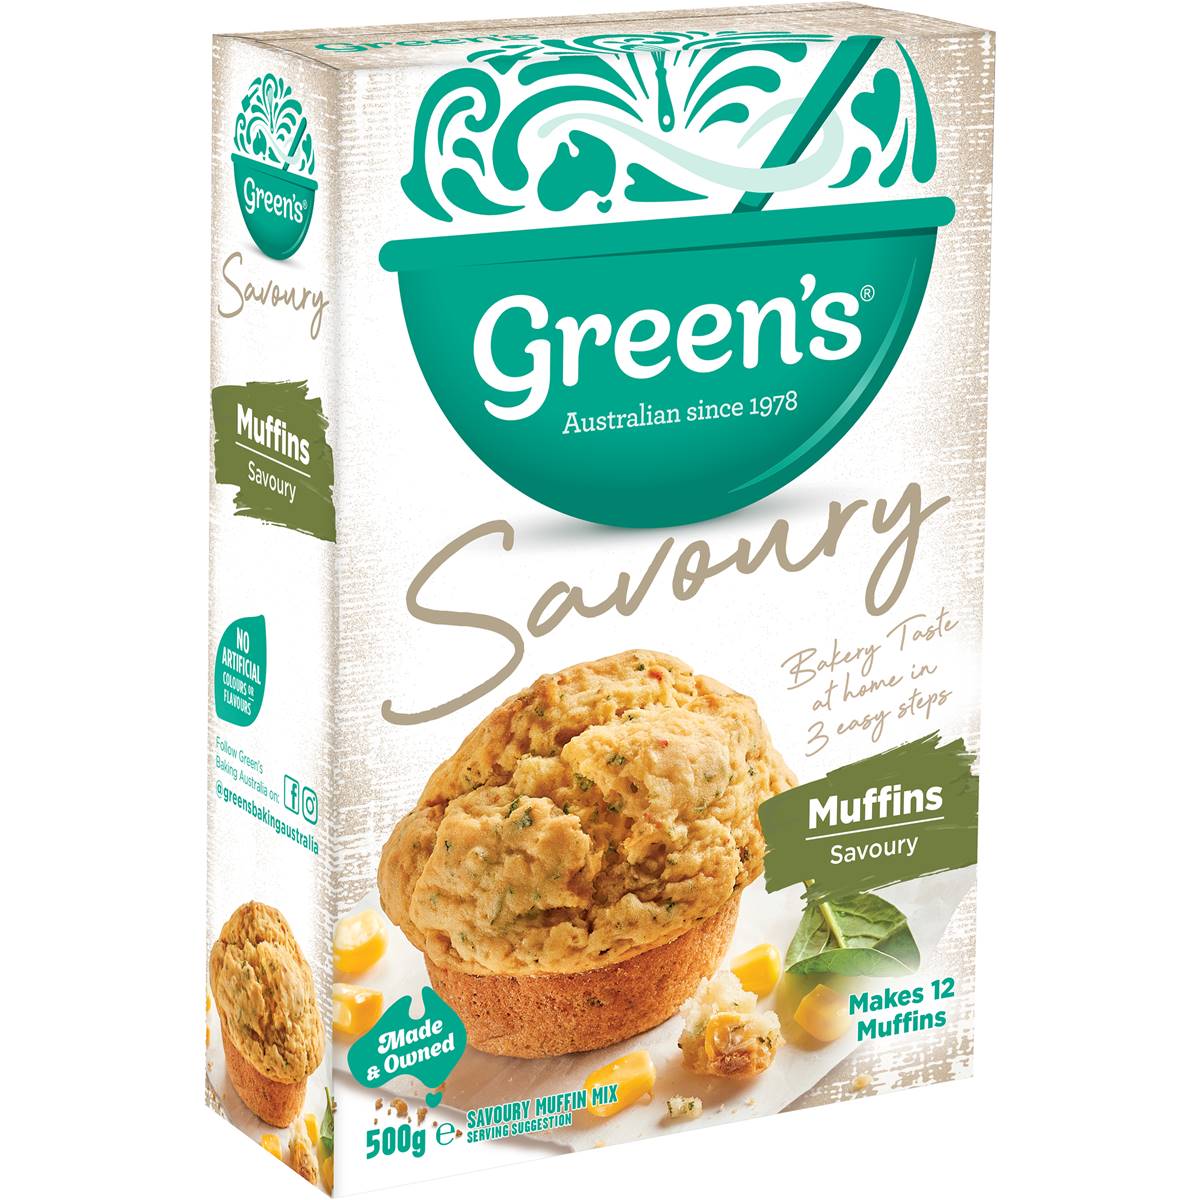 Green's
Green's®
Savoury
Muffins
Savoury
NO
ARTIFICIAL
COLOURS OR
FLAVOURS
Follow Green's
Baking Australia on:
@greensbakingaustralia
Green's®
Australian since 1978
Savoury
Bakery Taste
at home in
3 easy steps
Muffins
Savoury
Makes 12
Muffins
Made
& Owned
500g e
SAVOURY MUFFIN MIX
SERVING SUGGESTION